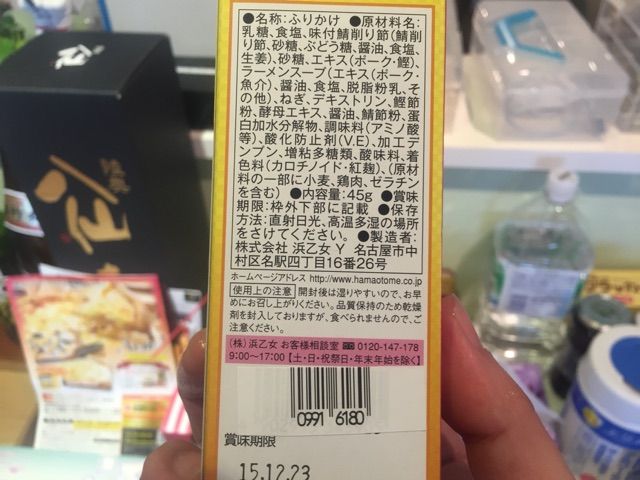 ●名称:ふりかけ ●原材料名:
乳糖、食塩、味付鯖削り節(鯖削
り節、砂糖、ぶどう糖、醤油、食塩、
生姜)、砂糖、エキス(ポーク・鰹)、
ラーメンスープ(エキス(ポーク・
魚介)、醤油、食塩、脱脂粉乳、そ
の他)、ねぎ、デキストリン、鰹節
粉、酵母エキス、醤油、鯖節粉、蛋
白加水分解物、調味料(アミノ酸
等)、酸化防止剤(V.E)、加工デ
ンプン、増粘多糖類、酸味料、着
色料(カロチノイド・紅麹)、(原材
料の一部に小麦、鶏肉、ゼラチン
を含む) ●内容量:45g ●賞味
期限:枠外下部に記載 ●保存
方法:直射日光、高温多湿の場所
をさけてください。 ●製造者:
株式会社 浜乙女 Y 名古屋市中
村区名駅四丁目16番26号
ホームページアドレス http://www.hamaotome.co.jp
使用上の注意 開封後は湿りやすいので、お早
めにお召し上がりください。品質保持のため乾燥
剤を封入しておりますが、食べられませんので、ご
注意ください。
(株)浜乙女 お客様相談室 0120-147-178
9:00~17:00【土・日・祝祭日・年末年始を除く】
0991 6180
賞味期限
15.12.23